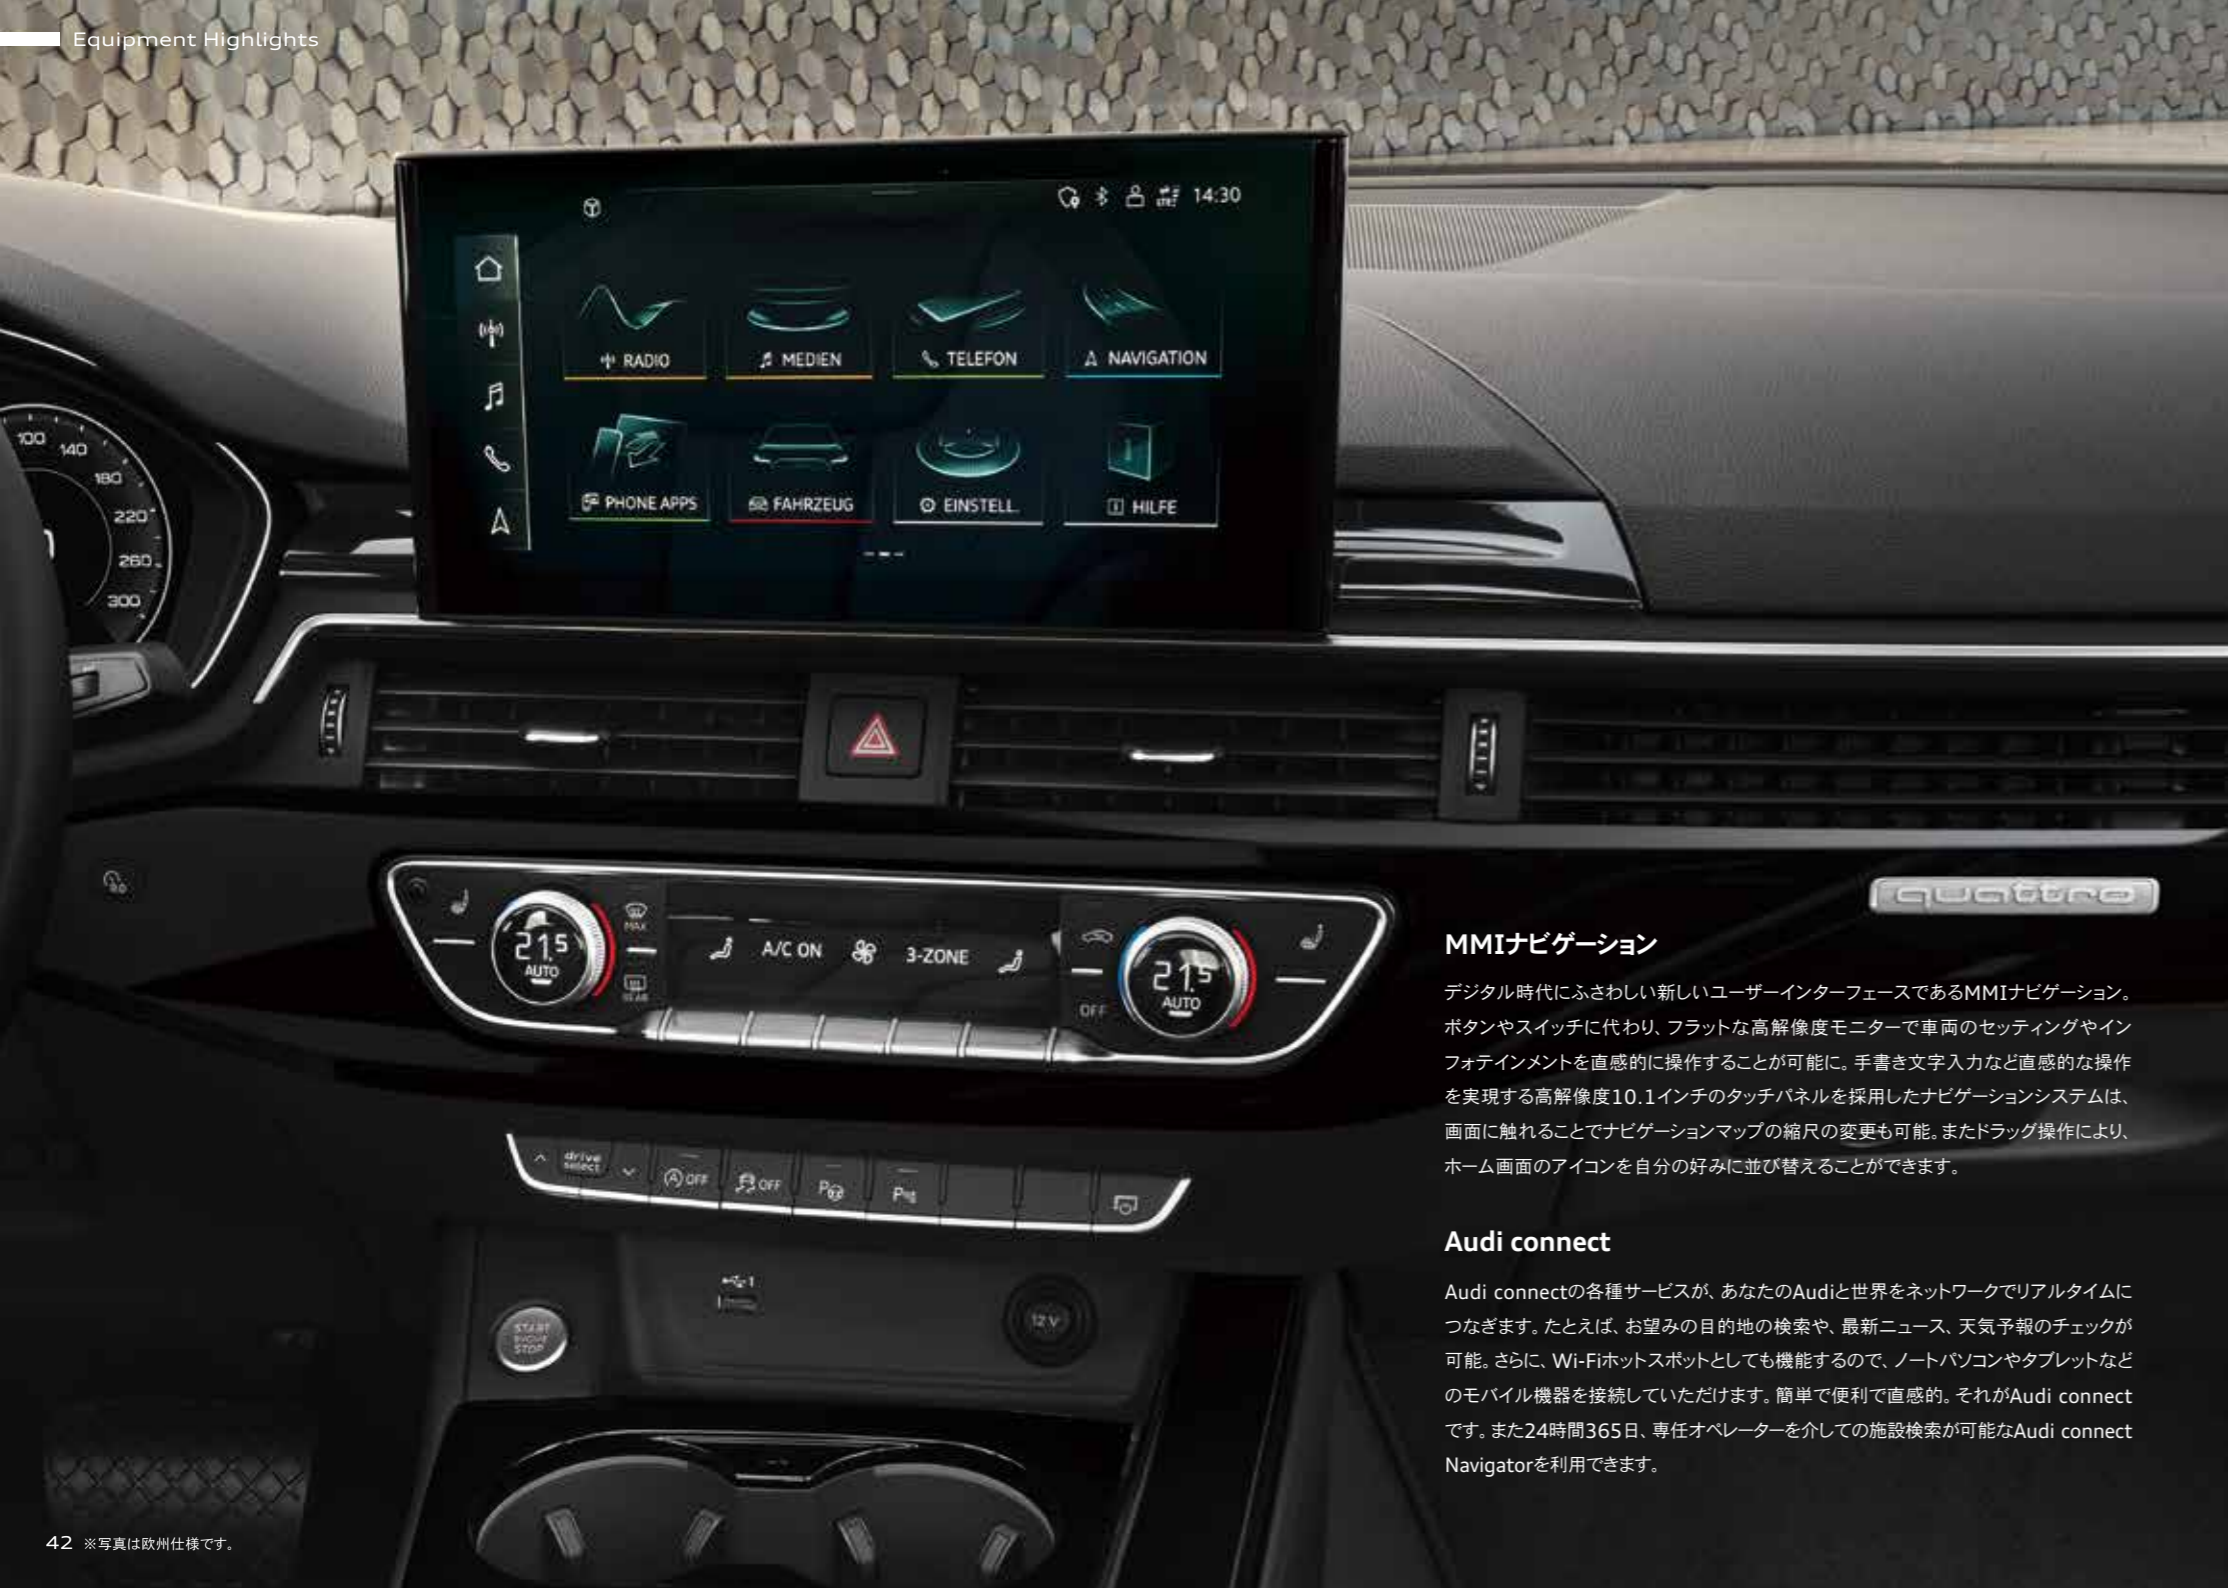 Equipment Highlights
14:30
RADIO
MEDIEN
TELEFON
NAVIGATION
PHONE APPS
FAHRZEUG
EINSTELL.
HILFE
100
140
180
220
260
300
quattro
21.5
AUTO
MAX
REAR
A/C ON
3-ZONE
OFF
21.5
AUTO
drive
select
OFF
OFF
START
ENGINE
STOP
1
12V
MMIナビゲーション
デジタル時代にふさわしい新しいユーザーインターフェースであるMMIナビゲーション。
ボタンやスイッチに代わり、フラットな高解像度モニターで車両のセッティングやイン
フォテインメントを直感的に操作することが可能に。手書き文字入力など直感的な操作
を実現する高解像度10.1インチのタッチパネルを採用したナビゲーションシステムは、
画面に触れることでナビゲーションマップの縮尺の変更も可能。またドラッグ操作により、
ホーム画面のアイコンを自分の好みに並び替えることができます。
Audi connect
Audi connectの各種サービスが、あなたのAudiと世界をネットワークでリアルタイムに
つなぎます。たとえば、お望みの目的地の検索や、最新ニュース、天気予報のチェックが
可能。さらに、Wi-Fiホットスポットとしても機能するので、ノートパソコンやタブレットなど
のモバイル機器を接続していただけます。簡単で便利で直感的。それがAudi connect
です。また24時間365日、専任オペレーターを介しての施設検索が可能なAudi connect
Navigatorを利用できます。
42 ※写真は欧州仕様です。